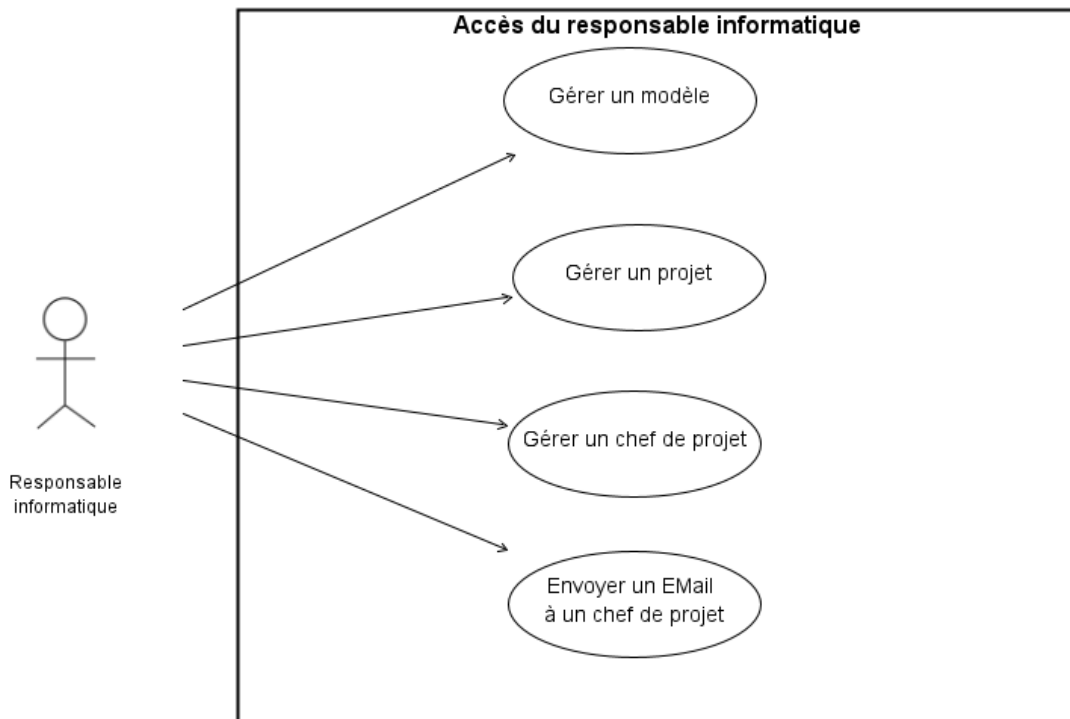 Accès du responsable informatique
Gérer un modèle
Gérer un projet
Gérer un chef de projet
Responsable
informatique
Envoyer un EMail
à un chef de projet